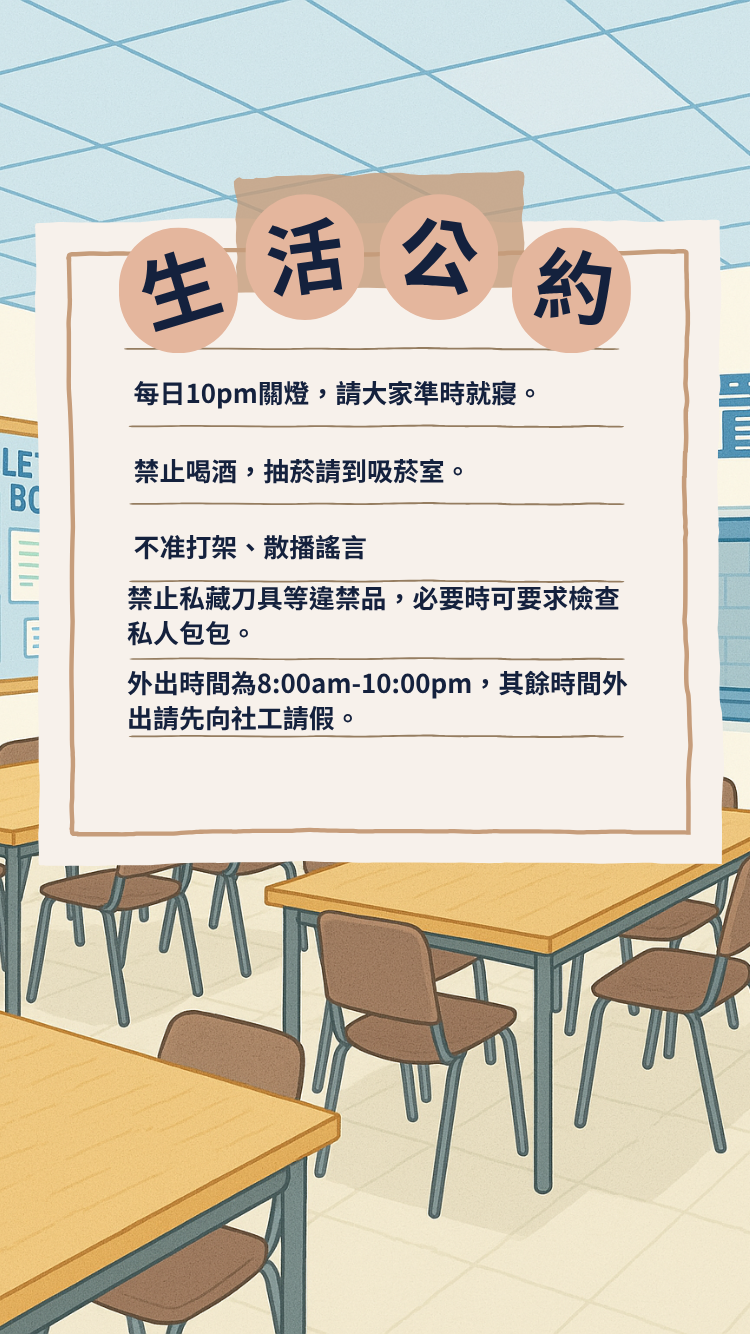 生活公約
每日10pm關燈，請大家準時就寢。
禁止喝酒，抽菸請到吸菸室。
不准打架、散播謠言
禁止私藏刀具等違禁品，必要時可要求檢查
私人包包。
外出時間為8:00am-10:00pm，其餘時間外
出請先向社工請假。